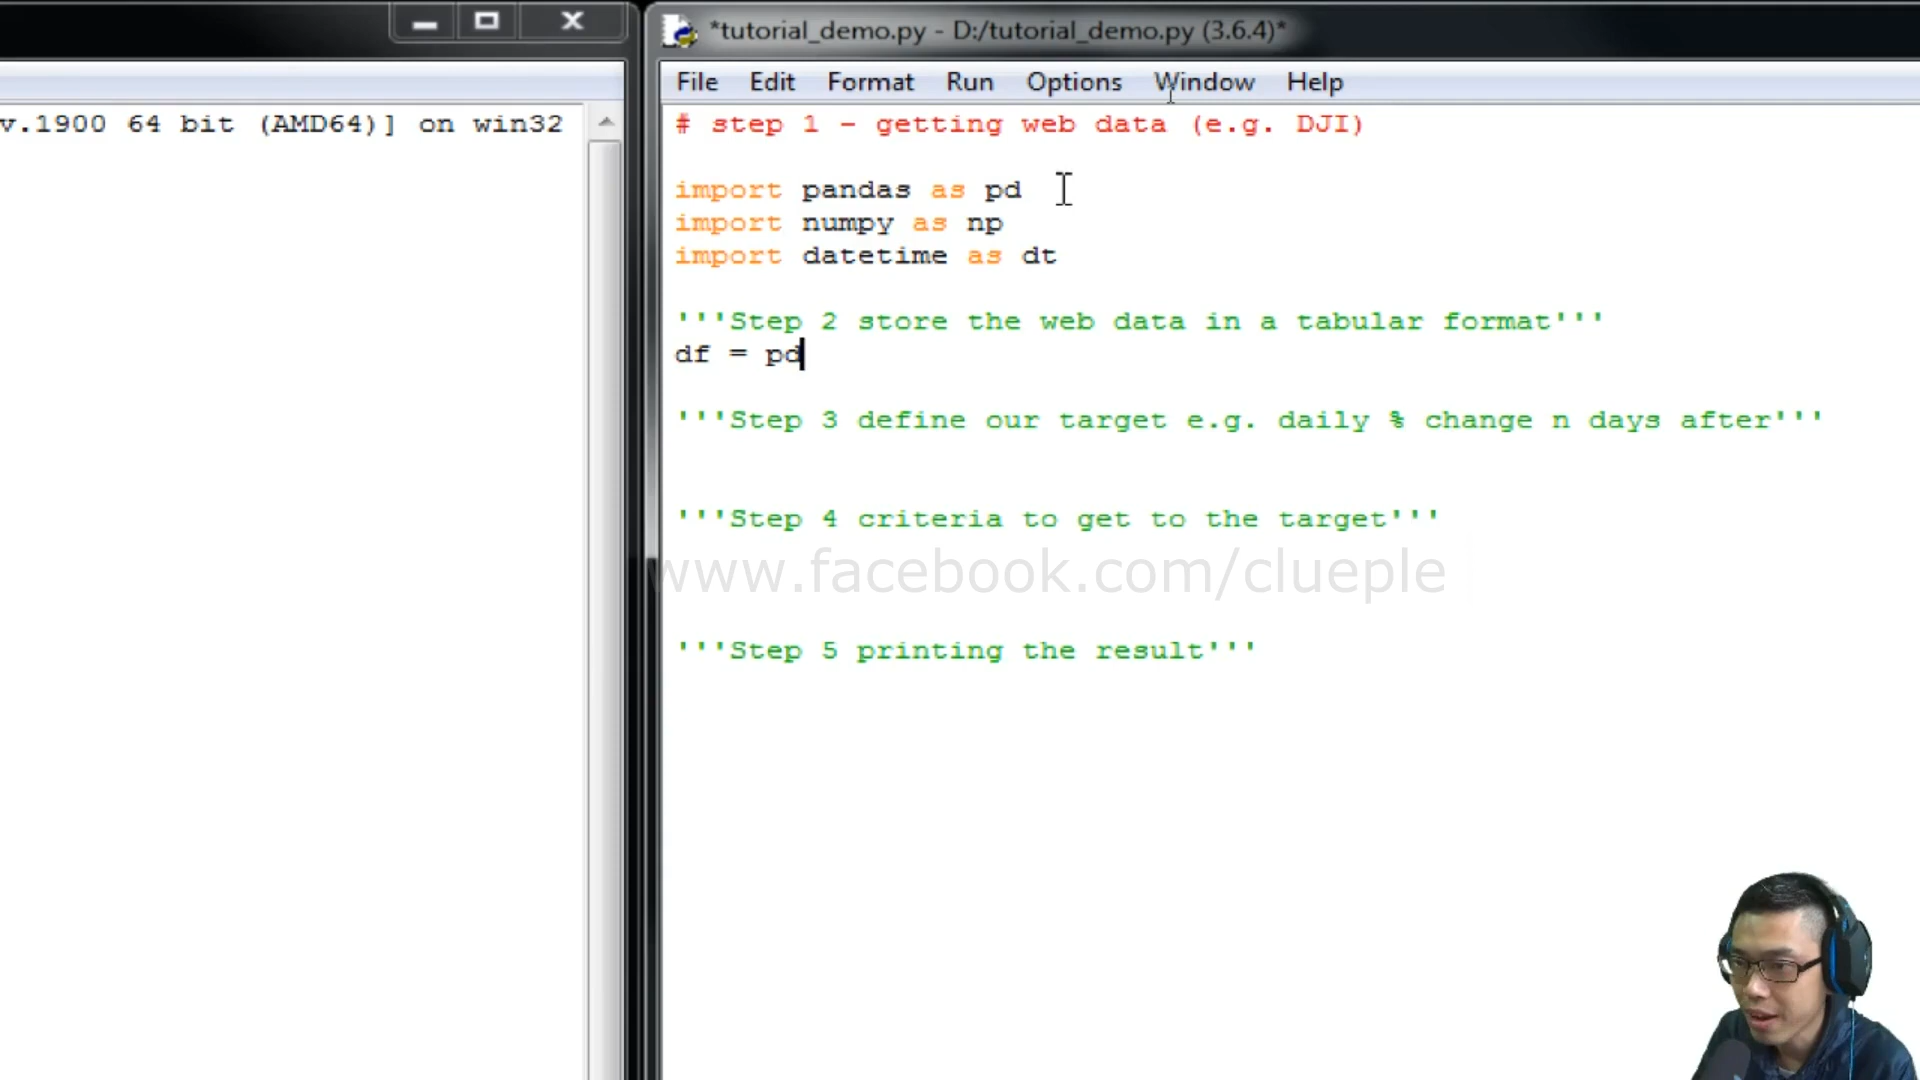 *tutorial_demo.py - D:/tutorial_demo.py (3.6.4)*
File Edit Format Run Options Window Help
v.1900 64 bit (AMD64)] on win32
# step 1 - getting web data (e.g. DJI)
import pandas as pd
import numpy as np
import datetime as dt
'''Step 2 store the web data in a tabular format'''
df = pd
'''Step 3 define our target e.g. daily % change n days after'''
'''Step 4 criteria to get to the target'''
www.facebook.com/clueple
'''Step 5 printing the result'''